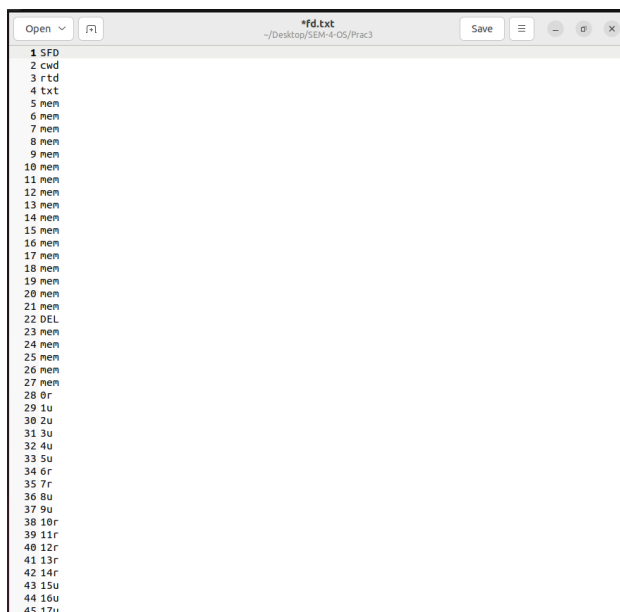 Open
*fd.txt
~/Desktop/SEM-4-OS/Prac3
Save
1 SFD
2 cwd
3 rtd
4 txt
5 mem
6 mem
7 mem
8 mem
9 mem
10 mem
11 mem
12 mem
13 mem
14 mem
15 mem
16 mem
17 mem
18 mem
19 mem
20 mem
21 mem
22 DEL
23 mem
24 mem
25 mem
26 mem
27 mem
28 0r
29 1u
30 2u
31 3u
32 4u
33 5u
34 6r
35 7r
36 8u
37 9u
38 10r
39 11r
40 12r
41 13r
42 14r
43 15u
44 16u
45 17u